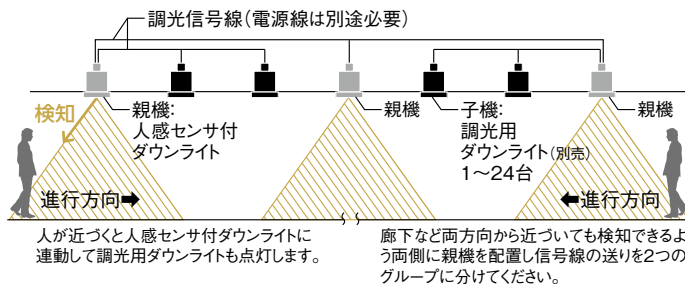 調光信号線（電源線は別途必要）
検知
親機：
人感センサ付
ダウンライト
親機
子機：
調光用
ダウンライト（別売）
1〜24台
親機
進行方向➡
⬅進行方向
人が近づくと人感センサ付ダウンライトに
連動して調光用ダウンライトも点灯します。
廊下など両方向から近づいても検知できるよ
う両側に親機を配置し信号線の送りを2つの
グループに分けてください。